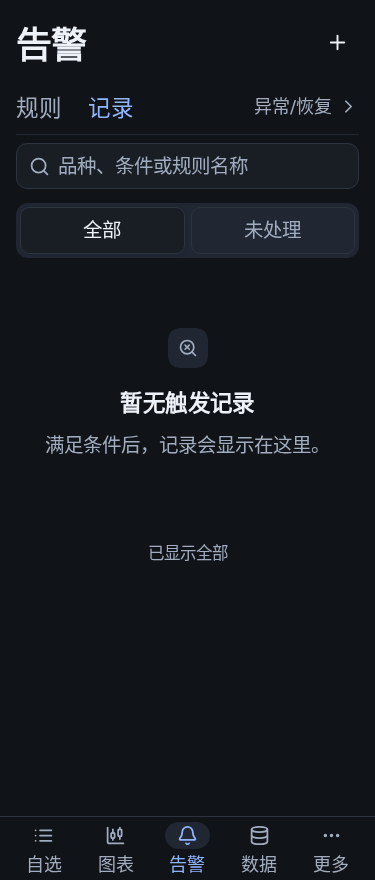 告警
规则 记录 异常/恢复
品种、条件或规则名称
全部 未处理
暂无触发记录
满足条件后，记录会显示在这里。
已显示全部
自选 图表 告警 数据 更多